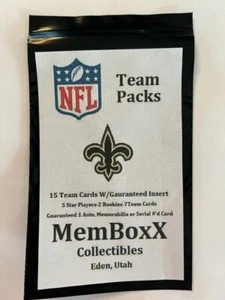 NFL
Team
Packs
15 Team Cards W/Gauranteed Insert
5 Star Players-2 Rookies-7Team Cards
Guaranteed 1 Auto, Memorabilia or Serial #'d Card
MemBoxX
Collectibles
Eden, Utah